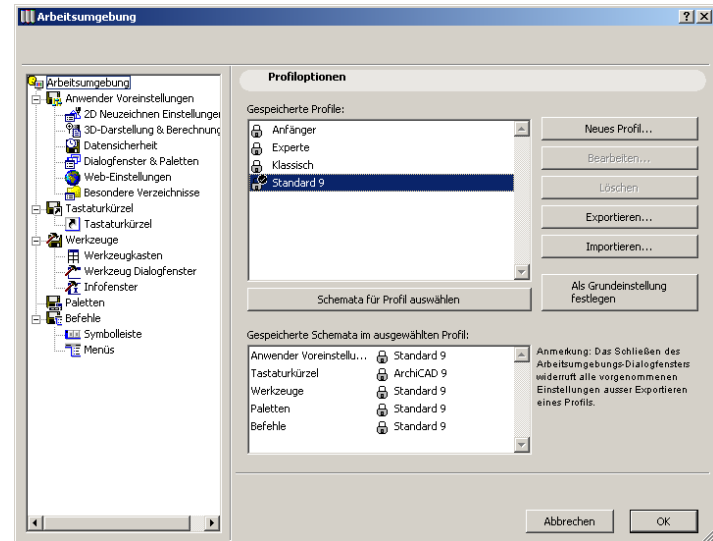 Arbeitsumgebung
Arbeitsumgebung
Anwender Voreinstellungen
2D Neuzeichnen Einstellungen
3D-Darstellung & Berechnung
Datensicherheit
Dialogfenster & Paletten
Web-Einstellungen
Besondere Verzeichnisse
Tastaturkürzel
Tastaturkürzel
Werkzeuge
Werkzeugkasten
Werkzeug Dialogfenster
Infofenster
Paletten
Befehle
Symbolleiste
Menüs
Profiloptionen
Gespeicherte Profile:
Anfänger
Experte
Klassisch
Standard 9
Neues Profil...
Bearbeiten...
Löschen
Exportieren...
Importieren...
Als Grundeinstellung
festlegen
Schemata für Profil auswählen
Gespeicherte Schemata im ausgewählten Profil:
Anwender Voreinstellu... Standard 9
Tastaturkürzel ArchiCAD 9
Werkzeuge Standard 9
Paletten Standard 9
Befehle Standard 9
Anmerkung: Das Schließen des
Arbeitsumgebungs-Dialogfensters
widerruft alle vorgenommenen
Einstellungen ausser Exportieren
eines Profils.
Abbrechen
OK